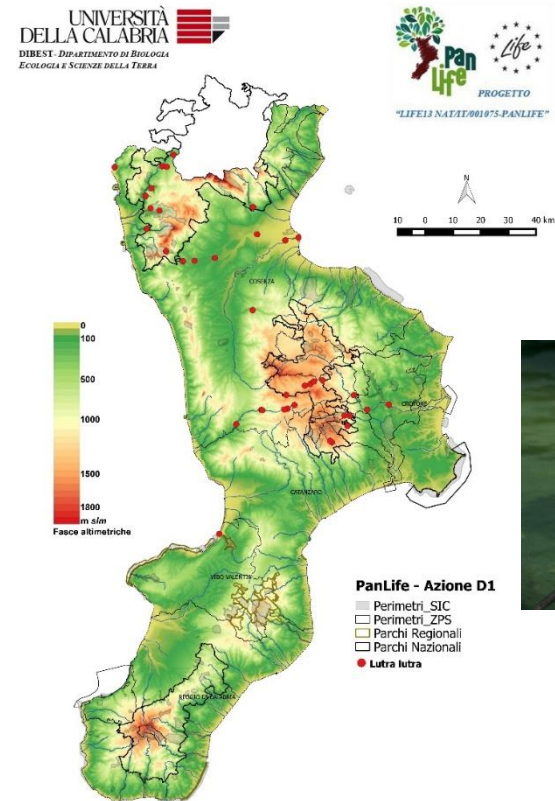 UNIVERSITÀ
DELLA CALABRIA
DIBEST - DIPARTIMENTO DI BIOLOGIA
ECOLOGIA E SCIENZE DELLA TERRA
Pan
Life
Life
PROGETTO
"LIFE13 NAT/IT/001075-PANLIFE"
N
10 0 10 20 30 40 km
COSENZA
CROTONE
CATANZARO
VIBO VALENTIA
REGGIO DI CALABRIA
0
100
500
1000
1500
1800
m slm
Fasce altimetriche
PanLife - Azione D1
Perimetri_SIC
Perimetri_ZPS
Parchi Regionali
Parchi Nazionali
Lutra lutra